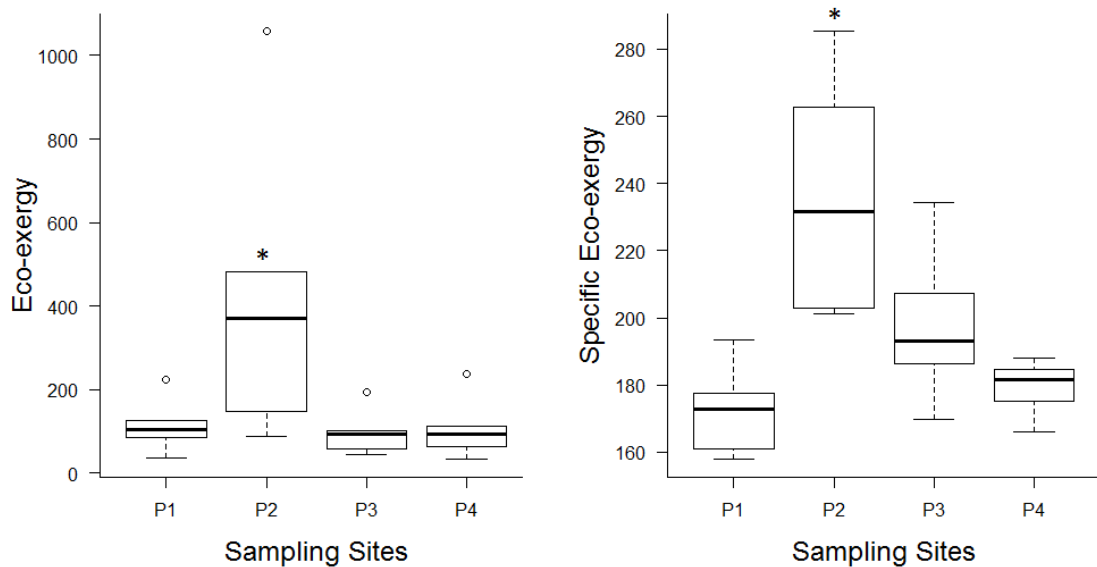 Eco-exergy
1000
800
600
400
200
0
*
P1 P2 P3 P4
Sampling Sites
Specific Eco-exergy
280
260
240
220
200
180
160
*
P1 P2 P3 P4
Sampling Sites